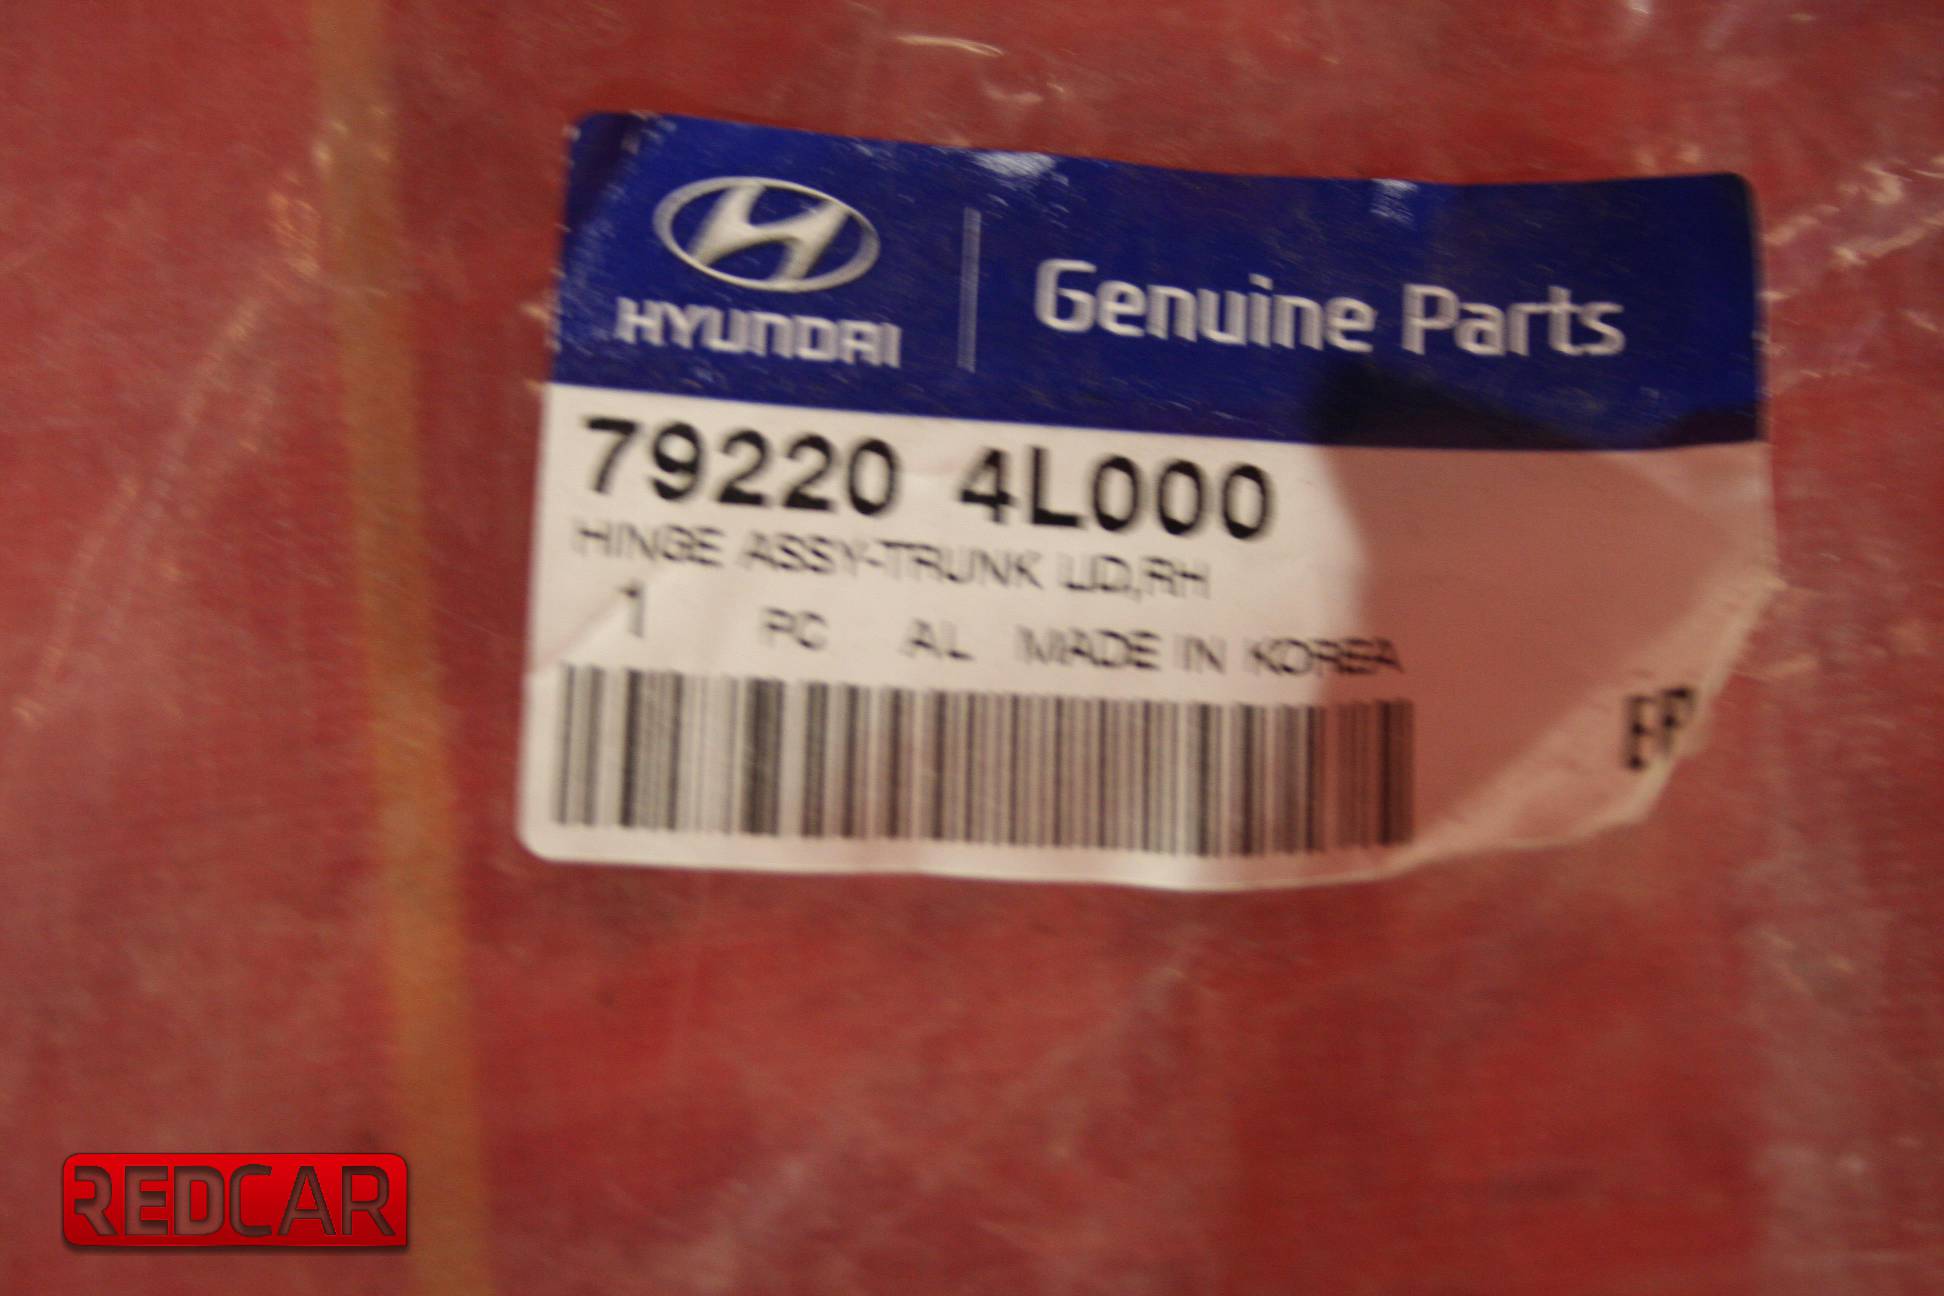 HYUNDAI
Genuine Parts
79220 4L000
HINGE ASSY-TRUNK LID,RH
1 PC AL MADE IN KOREA
REDCAR